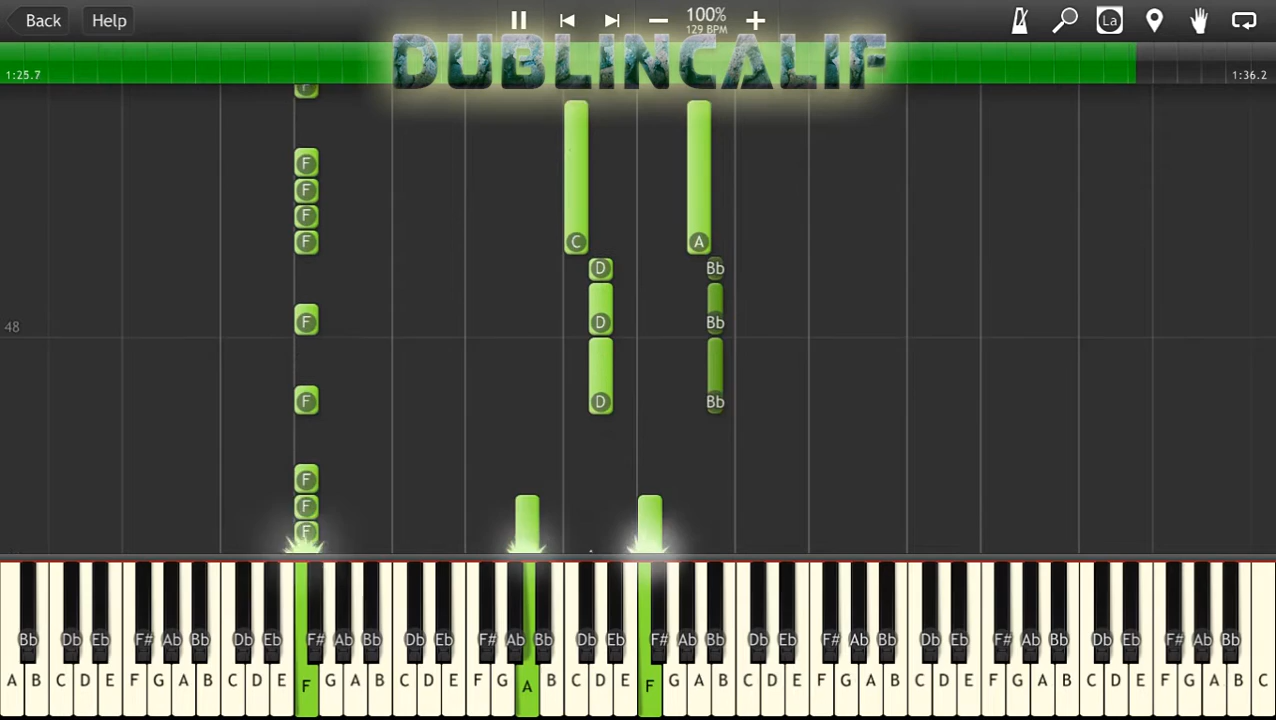 Back Help 100% La
129 BPM
DUBLINCALIF
1:25.7 1:36.2
F
F
F
F
F C A
D Bb
48 F D Bb
F D Bb
F
F
F
Bb Db Eb F# Ab Bb Db Eb F# Ab Bb Db Eb F# Ab Bb Db Eb F# Ab Bb Db Eb F# Ab Bb Db Eb F# Ab Bb Db Eb F# Ab Bb
A B C D E F G A B C D E F G A B C D E F G A B C D E F G A B C D E F G A B C D E F G A B C D E F G A B C